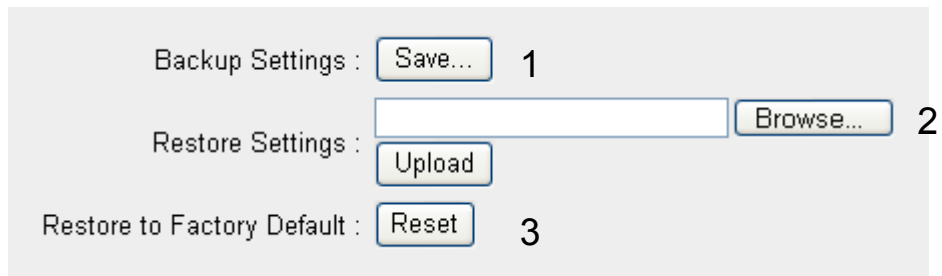 Backup Settings : Save... 1
Browse... 2
Restore Settings :
Upload
Restore to Factory Default : Reset 3